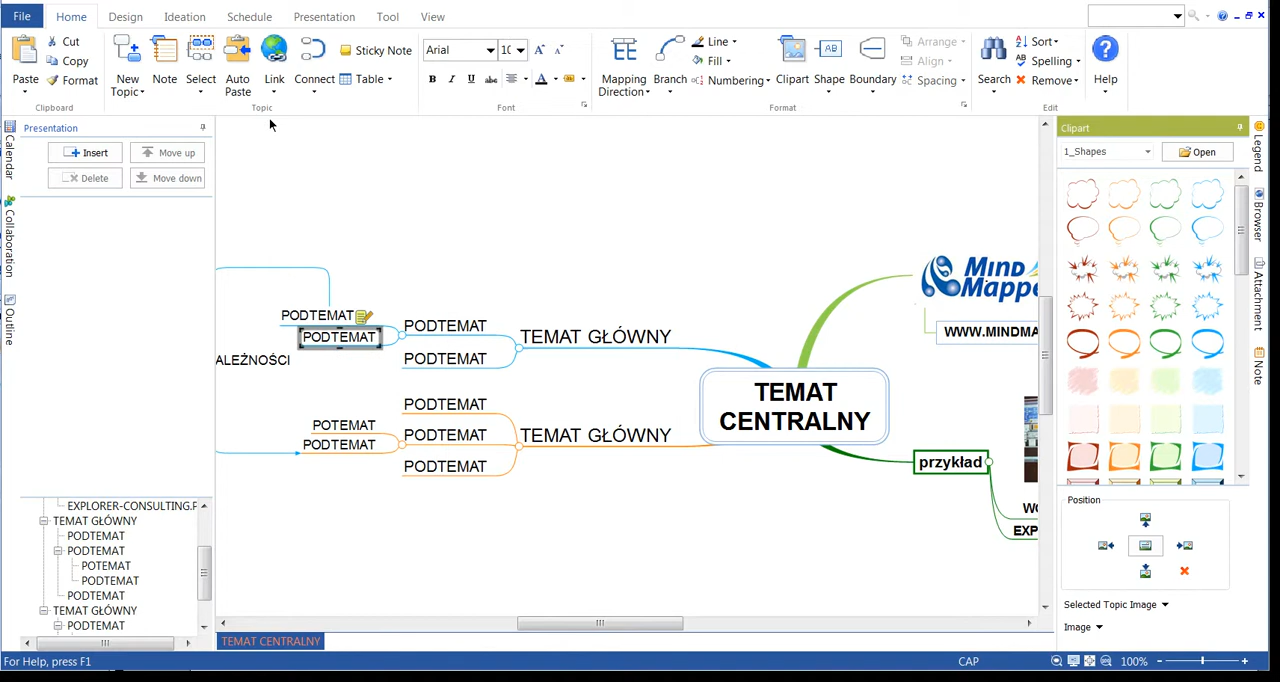 File Home Design Ideation Schedule Presentation Tool View
Cut
Copy
Format
Paste
Clipboard
New Topic
Note
Select
Auto Paste
Link
Connect
Sticky Note
Table
Topic
Arial
B I U abc A
Font
Mapping Direction
Branch
Line
Fill
Numbering
Clipart
Shape
AB
Boundary
Arrange
Align
Spacing
Format
Search
Sort
Spelling
Remove
Edit
Help
Calendar
Collaboration
Outline
Presentation
Insert
Move up
Delete
Move down
EXPLORER-CONSULTING.P
TEMAT GŁÓWNY
PODTEMAT
PODTEMAT
POTEMAT
PODTEMAT
PODTEMAT
TEMAT GŁÓWNY
PODTEMAT
PODTEMAT
PODTEMAT
ALEŻNOŚCI
PODTEMAT
PODTEMAT
TEMAT GŁÓWNY
POTEMAT
PODTEMAT
PODTEMAT
PODTEMAT
PODTEMAT
TEMAT GŁÓWNY
TEMAT
CENTRALNY
MIND
MAPPE
WWW.MINDMA
przykład
WO
EXP
TEMAT CENTRALNY
Clipart
1_Shapes
Open
Position
Selected Topic Image
Image
Legend
Browser
Attachment
Note
For Help, press F1
CAP
100%